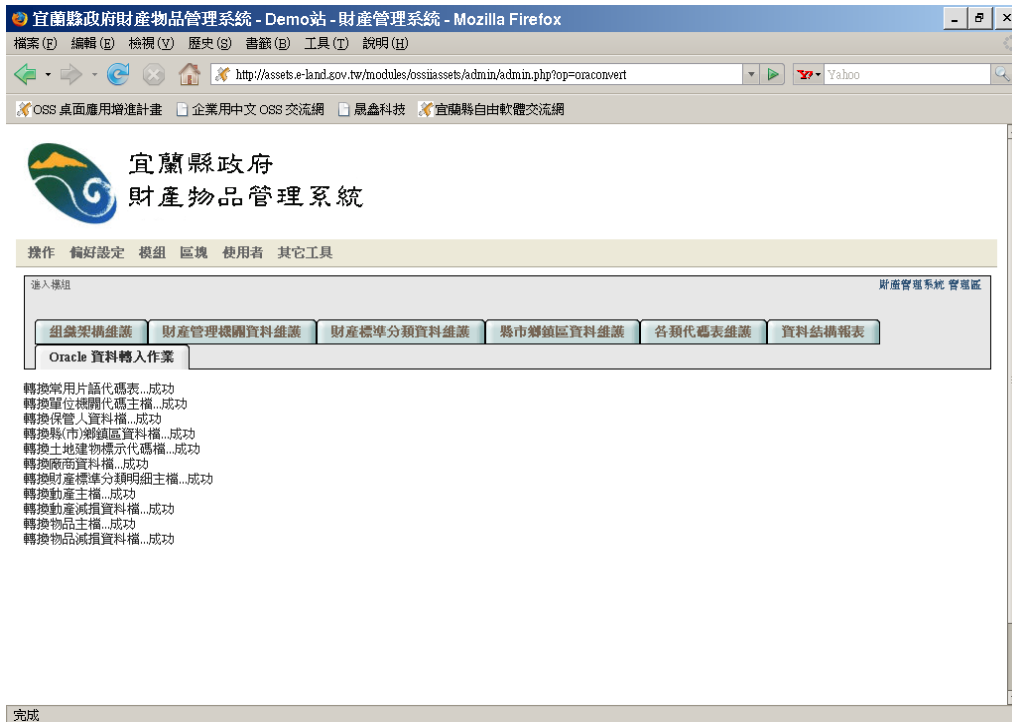 宜蘭縣政府財產物品管理系統 - Demo站 - 財產管理系統 - Mozilla Firefox
檔案(F) 編輯(E) 檢視(V) 歷史(S) 書籤(B) 工具(T) 說明(H)
http://assets.e-land.gov.tw/modules/ossiiassets/admin/admin.php?op=oraconvert Yahoo
OSS 桌面應用增進計畫 企業用中文 OSS 交流網 晟鑫科技 宜蘭縣自由軟體交流網
宜蘭縣政府
財產物品管理系統
操作 偏好設定 模組 區塊 使用者 其它工具
進入模組 財產管理系統 管理區
組織架構維護 財產管理機關資料維護 財產標準分類資料維護 縣市鄉鎮區資料維護 各類代碼表維護 資料結構報表
Oracle 資料轉入作業
轉換常用片語代碼表...成功
轉換單位機關代碼主檔...成功
轉換保管人資料檔...成功
轉換縣(市)鄉鎮區資料檔...成功
轉換土地建物標示代碼檔...成功
轉換廠商資料檔...成功
轉換財產標準分類明細主檔...成功
轉換動產主檔...成功
轉換動產減損資料檔...成功
轉換物品主檔...成功
轉換物品減損資料檔...成功
完成